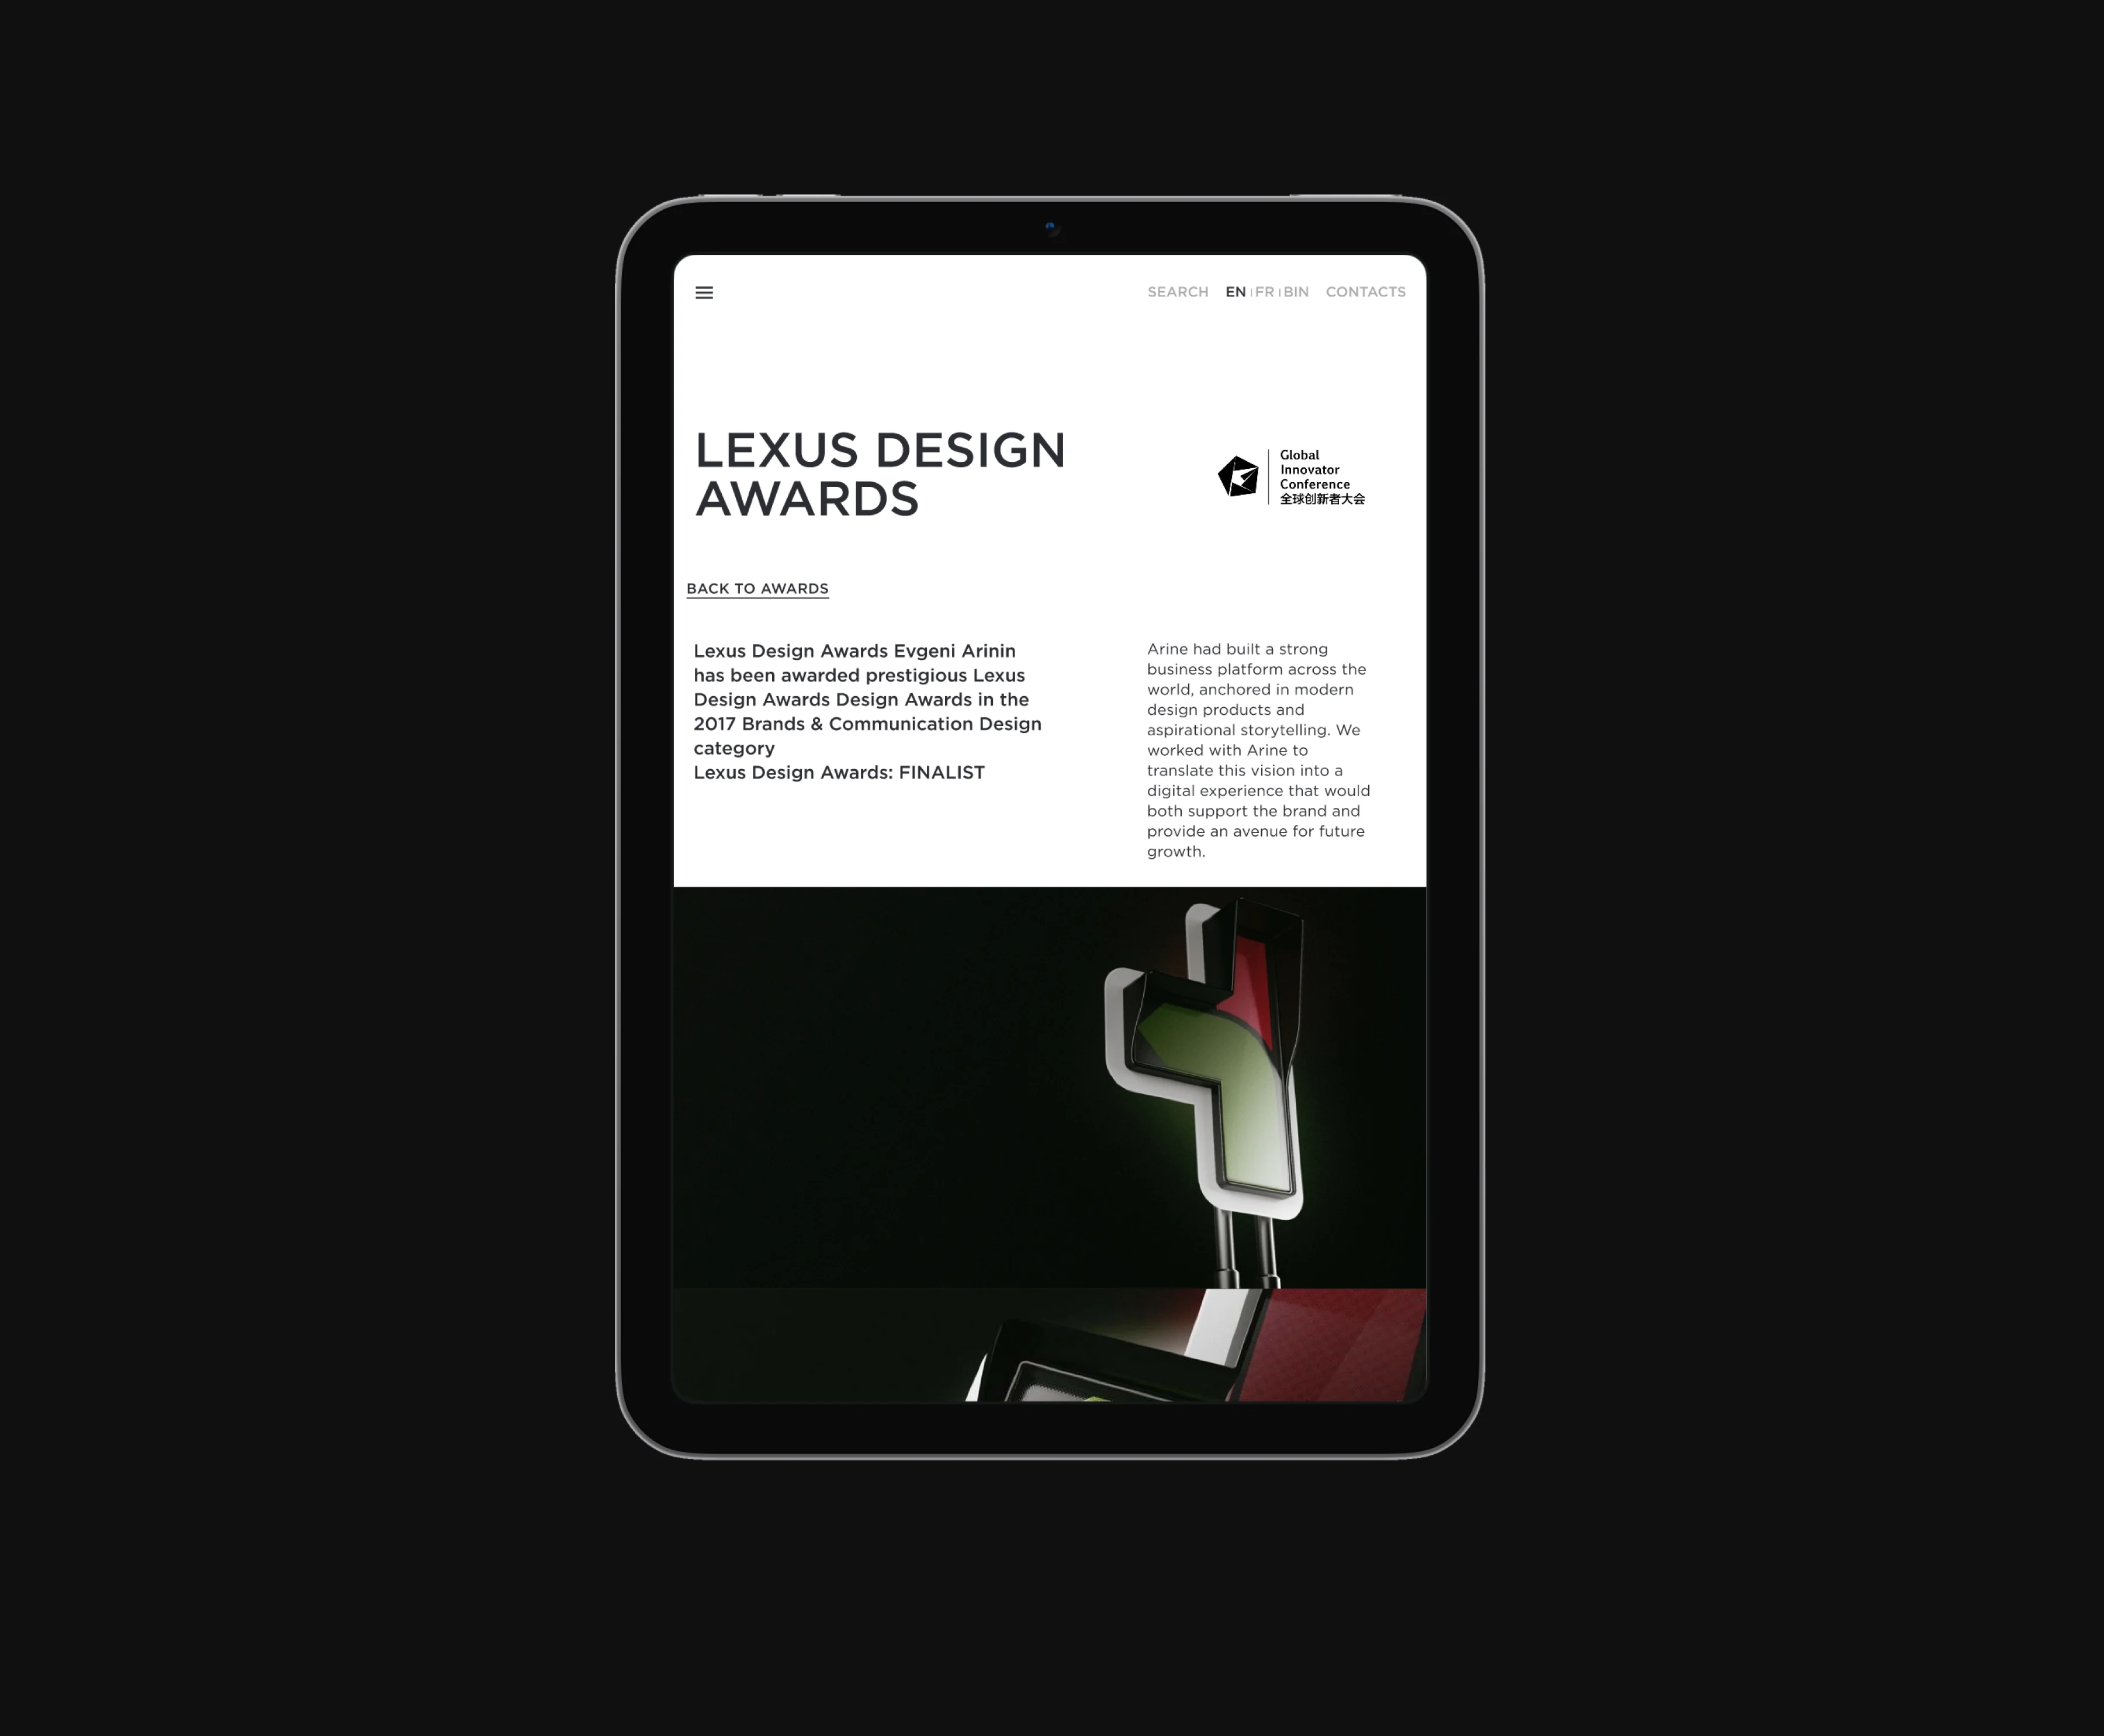 SEARCH EN | FR | BIN CONTACTS
LEXUS DESIGN
AWARDS
Global
Innovator
Conference
全球创新者大会
BACK TO AWARDS
Lexus Design Awards Evgeni Arinin
has been awarded prestigious Lexus
Design Awards Design Awards in the
2017 Brands & Communication Design
category
Lexus Design Awards: FINALIST
Arine had built a strong
business platform across the
world, anchored in modern
design products and
aspirational storytelling. We
worked with Arine to
translate this vision into a
digital experience that would
both support the brand and
provide an avenue for future
growth.